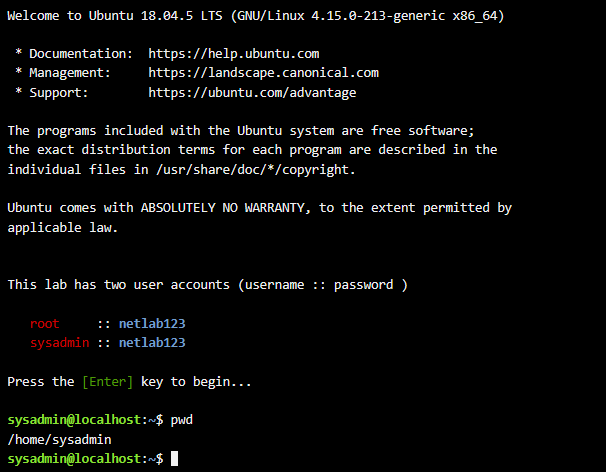 Welcome to Ubuntu 18.04.5 LTS (GNU/Linux 4.15.0-213-generic x86_64)
* Documentation:  https://help.ubuntu.com
* Management:     https://landscape.canonical.com
* Support:        https://ubuntu.com/advantage
The programs included with the Ubuntu system are free software;
the exact distribution terms for each program are described in the
individual files in /usr/share/doc/*/copyright.
Ubuntu comes with ABSOLUTELY NO WARRANTY, to the extent permitted by
applicable law.
This lab has two user accounts (username :: password )
root     :: netlab123
sysadmin :: netlab123
Press the [Enter] key to begin...
sysadmin@localhost:~$ pwd
/home/sysadmin
sysadmin@localhost:~$